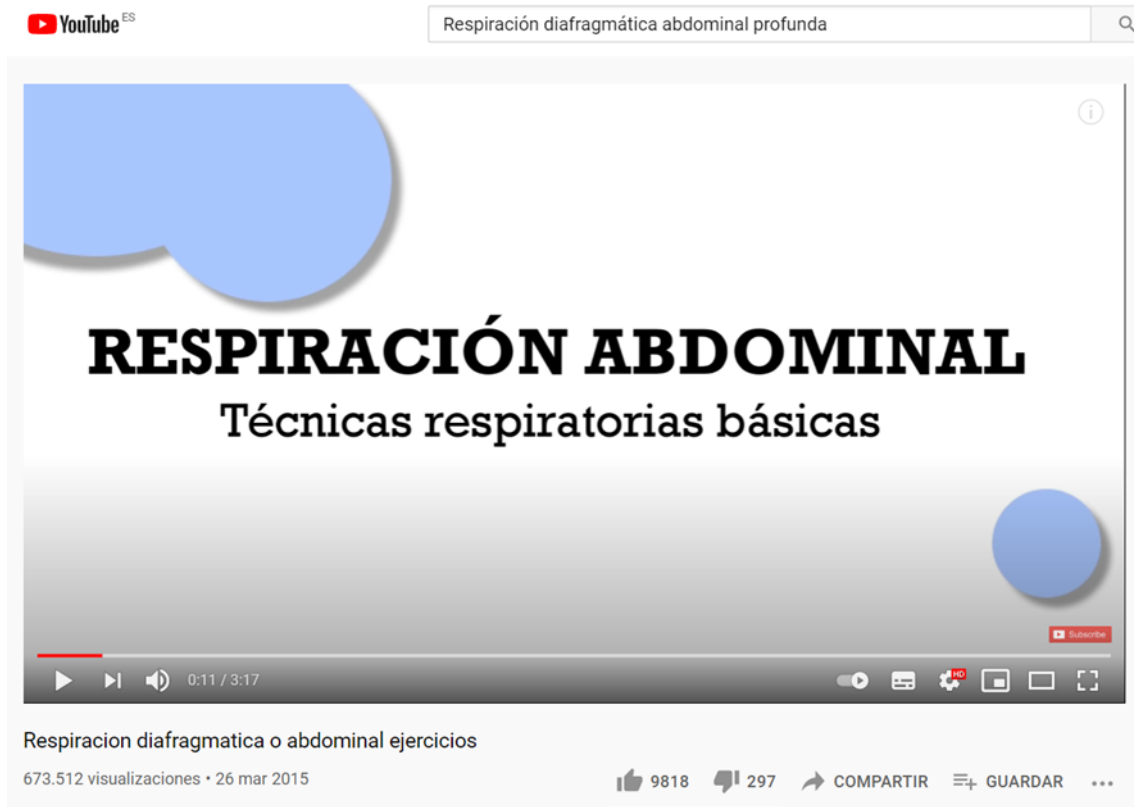 YouTube ES
Respiración diafragmática abdominal profunda
RESPIRACIÓN ABDOMINAL
Técnicas respiratorias básicas
Subscribe
0:11 / 3:17
HD
Respiracion diafragmatica o abdominal ejercicios
673.512 visualizaciones • 26 mar 2015
9818 297 COMPARTIR GUARDAR